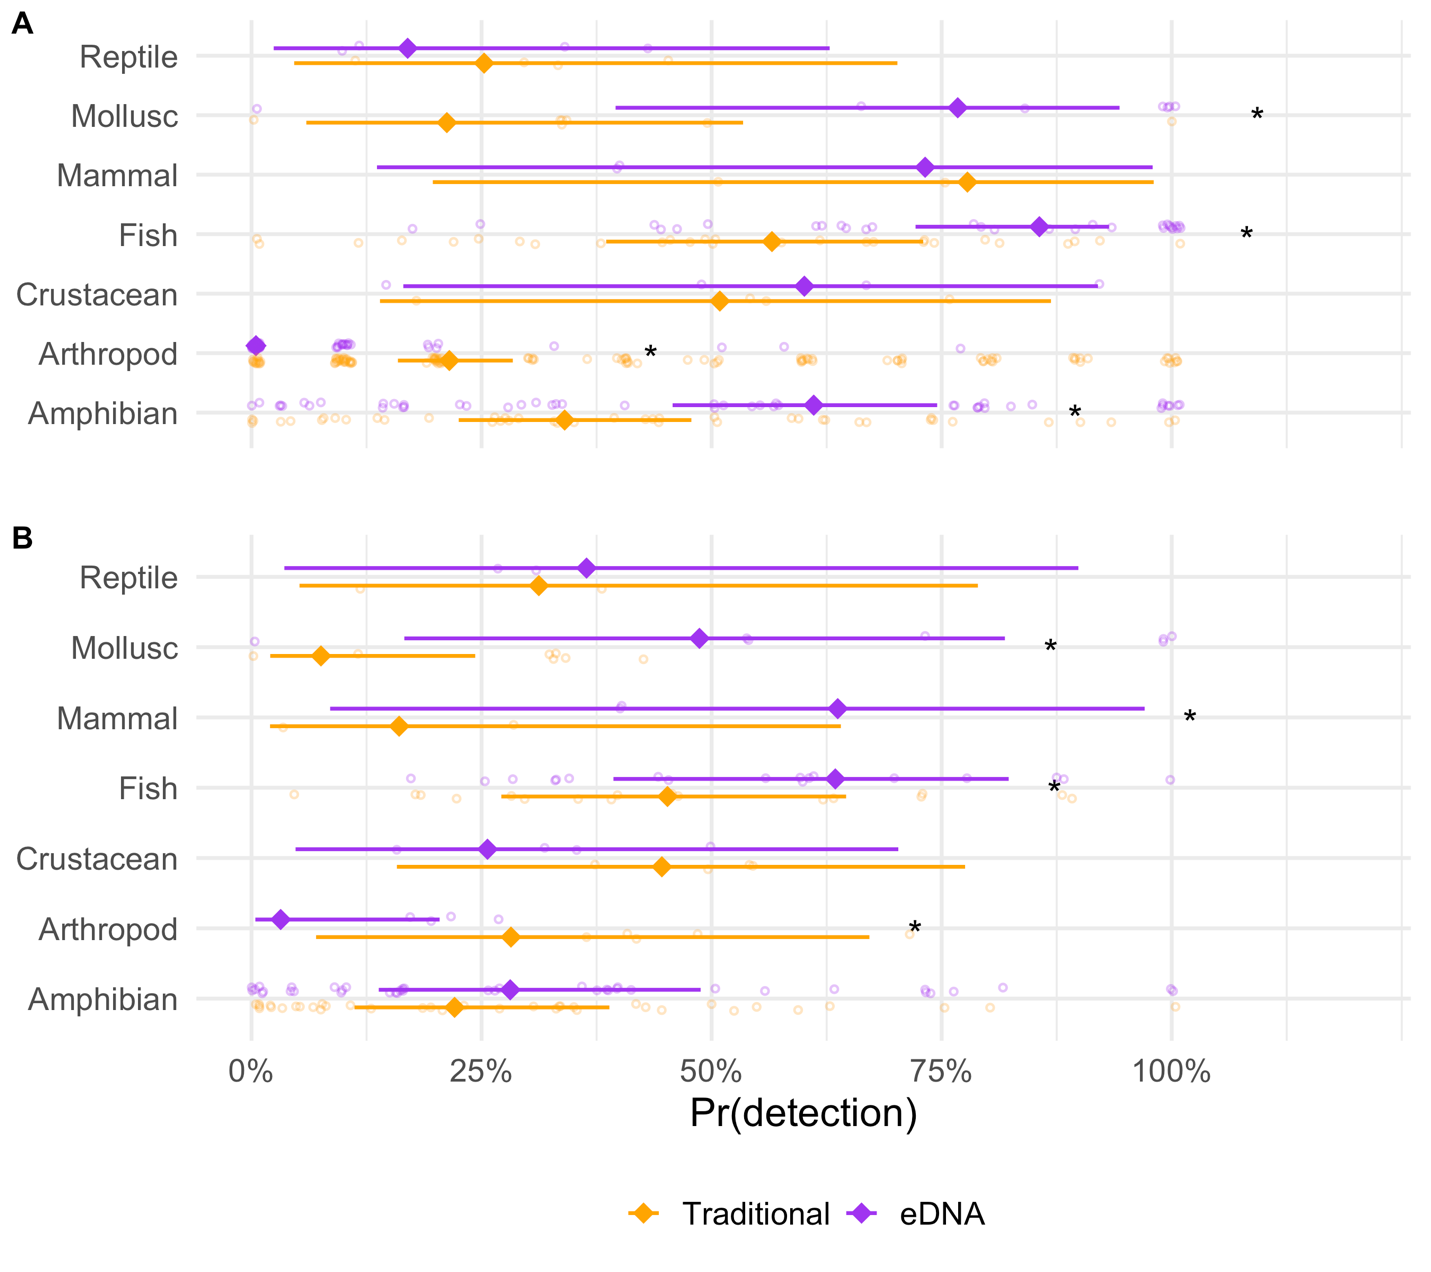 A
Reptile
Mollusc
*
Mammal
Fish
*
Crustacean
Arthropod
*
Amphibian
*
B
Reptile
Mollusc
*
Mammal
*
Fish
*
Crustacean
Arthropod
*
Amphibian
0% 25% 50% 75% 100%
Pr(detection)
Traditional eDNA